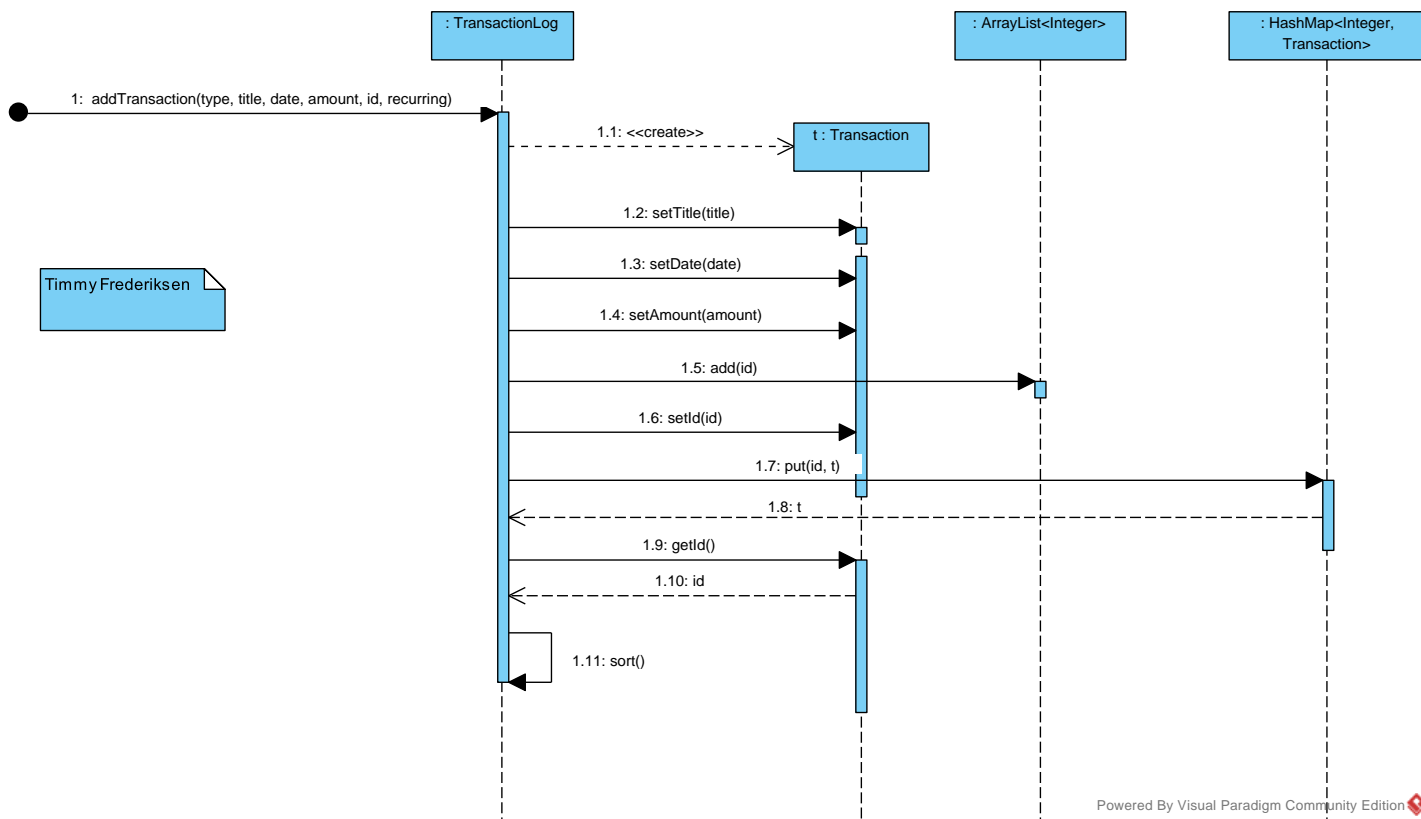 : TransactionLog
: ArrayList<Integer>
: HashMap<Integer,
Transaction>
1:  addTransaction(type, title, date, amount, id, recurring)
1.1: <<create>>
t : Transaction
1.2: setTitle(title)
1.3: setDate(date)
Timmy Frederiksen
1.4: setAmount(amount)
1.5: add(id)
1.6: setId(id)
1.7: put(id, t)
1.8: t
1.9: getId()
1.10: id
1.11: sort()
Powered By Visual Paradigm Community Edition